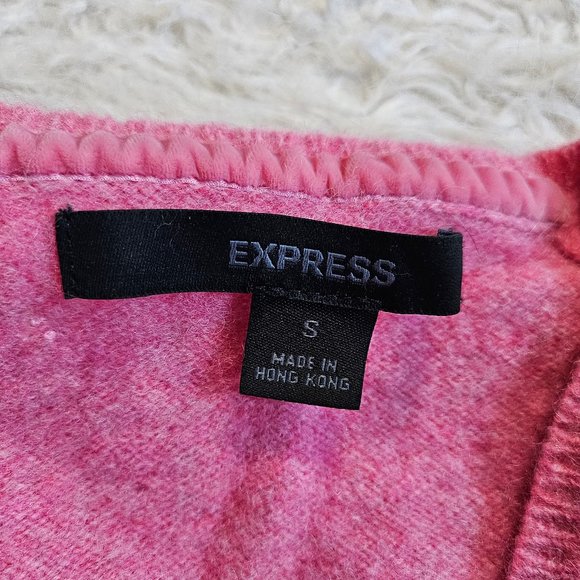 EXPRESS
S
MADE IN
HONG KONG